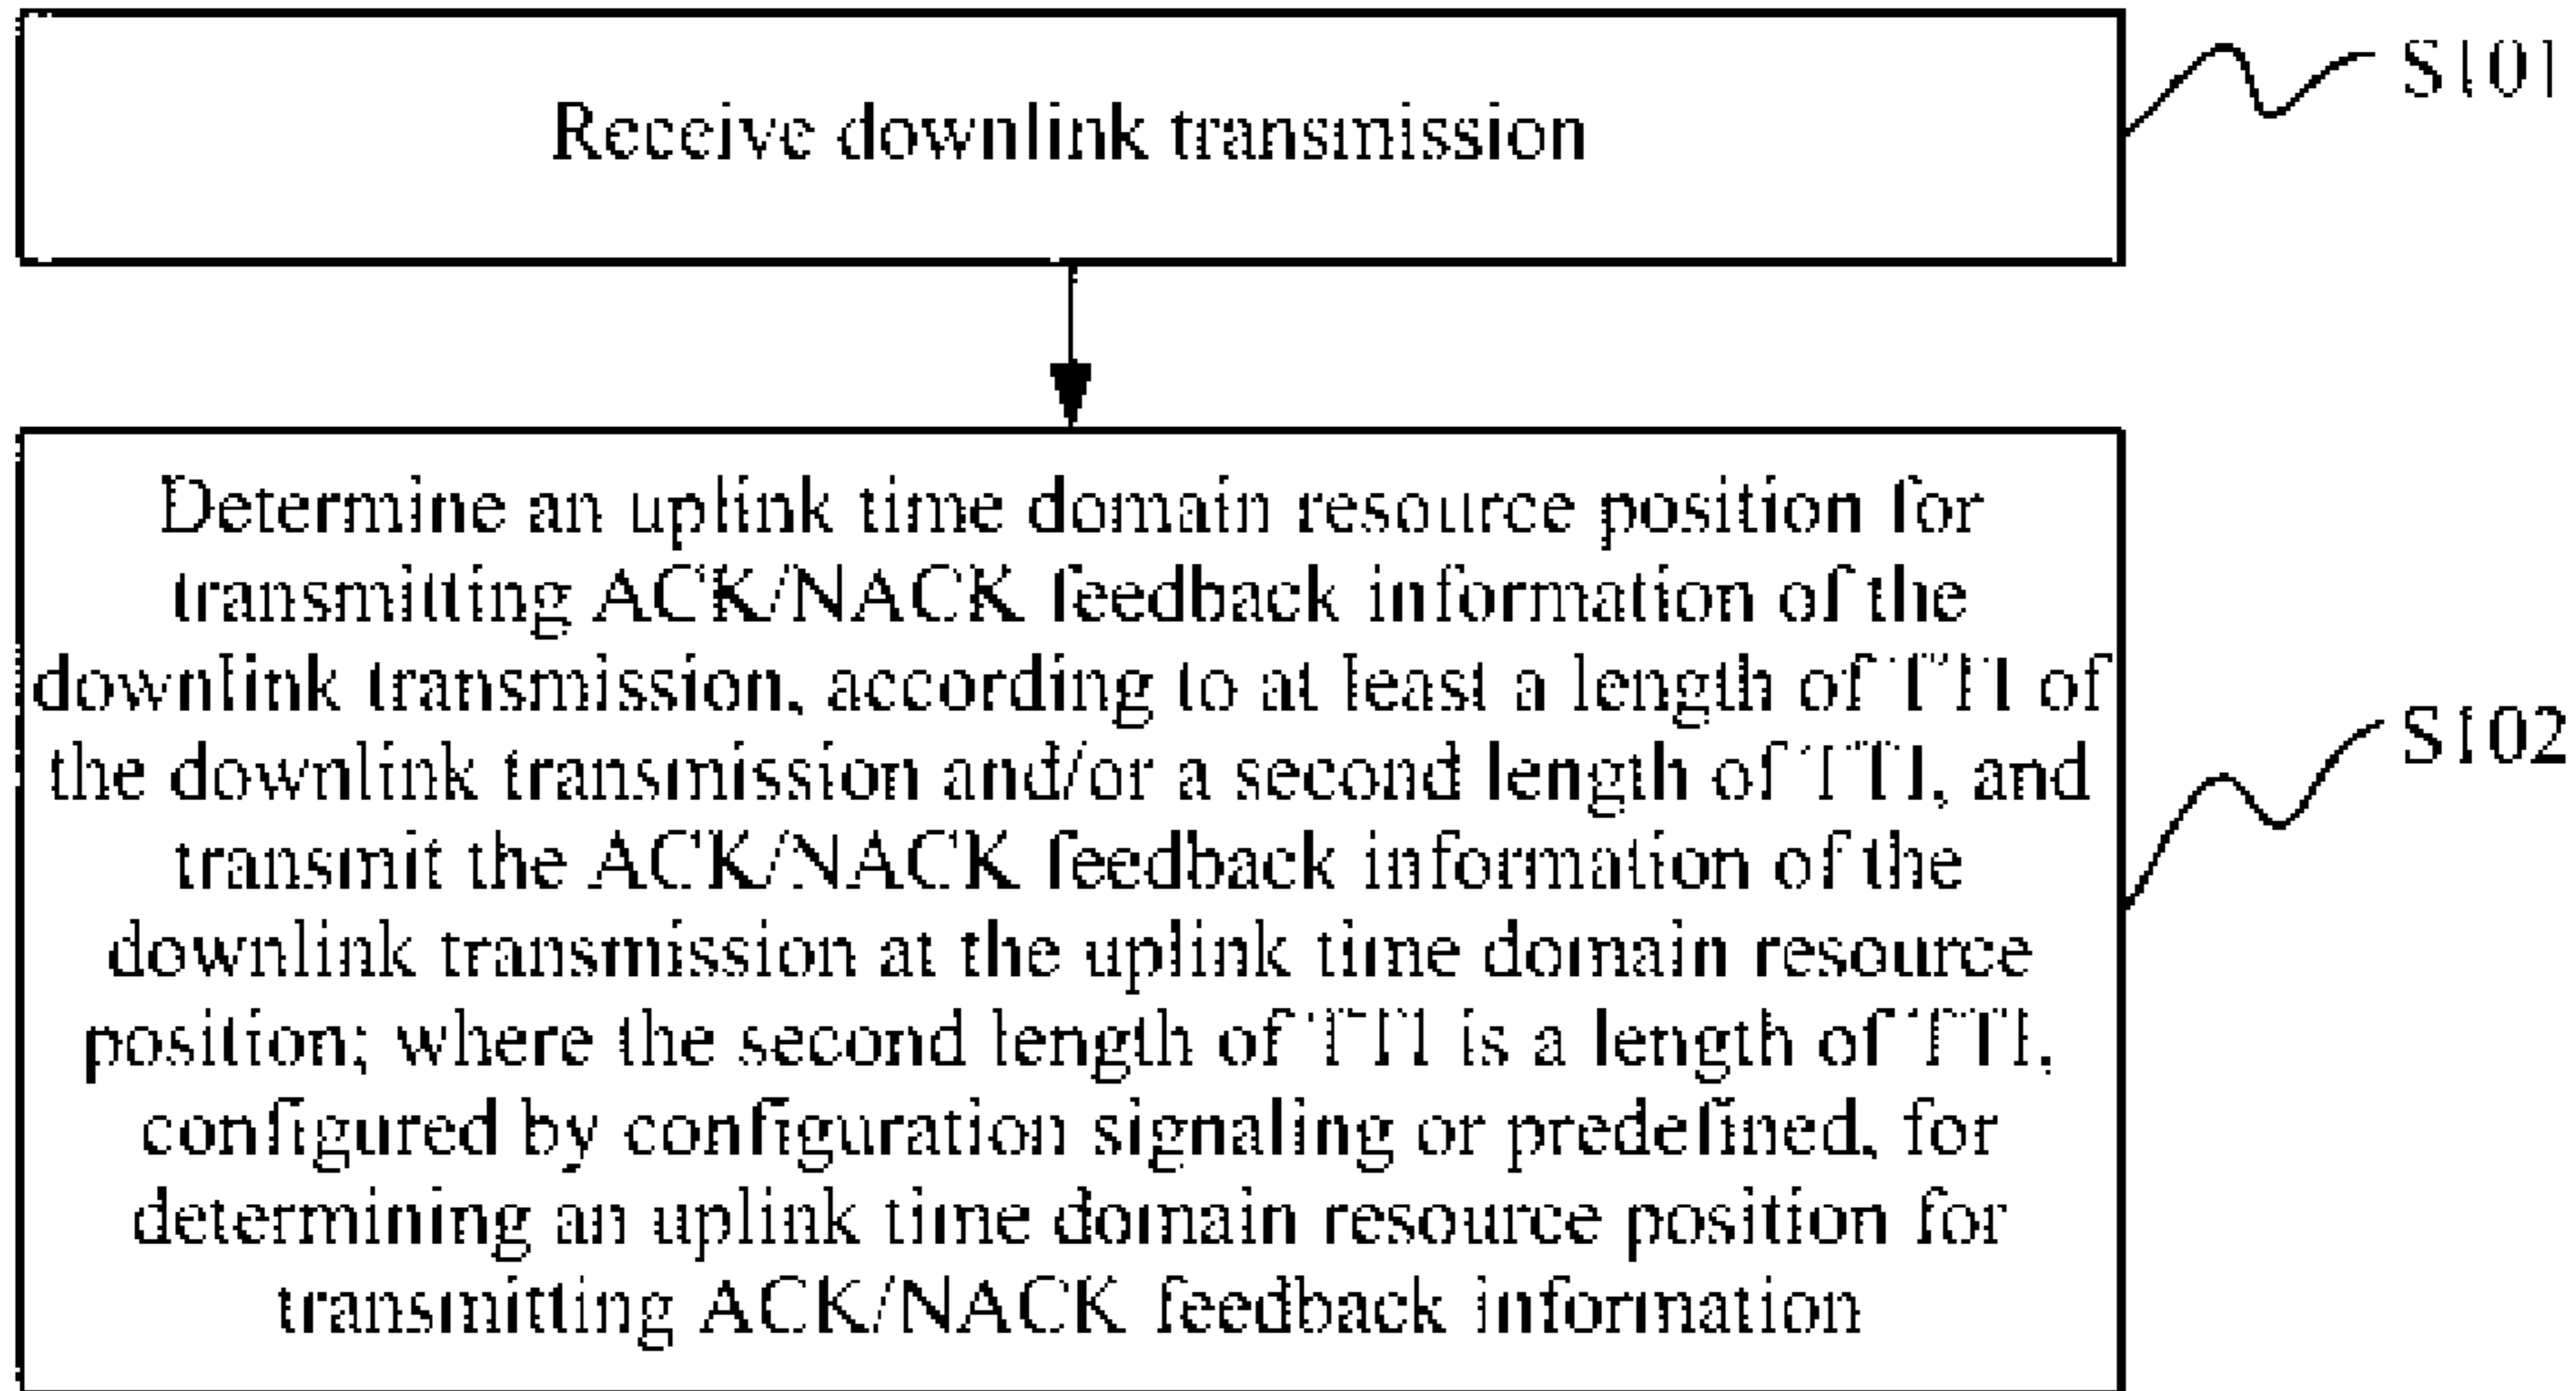 Receive downlink transmission
S101
Determine an uplink time domain resource position for
transmitting ACK/NACK feedback information of the
downlink transmission, according to at least a length of TTI of
the downlink transmission and/or a second length of TTI, and
transmit the ACK/NACK feedback information of the
downlink transmission at the uplink time domain resource
position; where the second length of TTI is a length of TTI,
configured by configuration signaling or predefined, for
determining an uplink time domain resource position for
transmitting ACK/NACK feedback information
S102